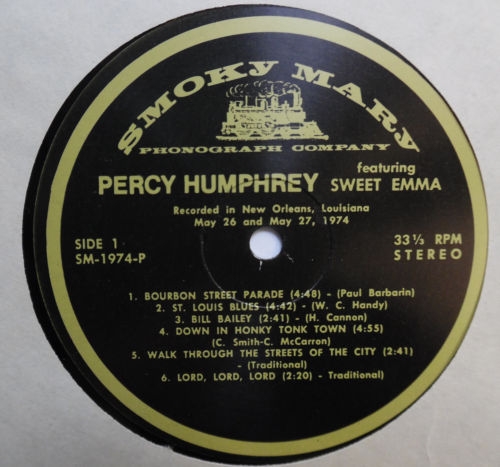 SMOKY MARY
PHONOGRAPH COMPANY
featuring
PERCY HUMPHREY SWEET EMMA
Recorded in New Orleans, Louisiana
May 26 and May 27, 1974
SIDE 1 33⅓ RPM
SM-1974-P STEREO
1. BOURBON STREET PARADE (4:48) - (Paul Barbarin)
2. ST. LOUIS BLUES (4:42) - (W. C. Handy)
3. BILL BAILEY (2:41) - (H. Cannon)
4. DOWN IN HONKY TONK TOWN (4:55)
(C. Smith-C. McCarron)
5. WALK THROUGH THE STREETS OF THE CITY (2:41)
- (Traditional)
6. LORD, LORD, LORD (2:20) - Traditional)